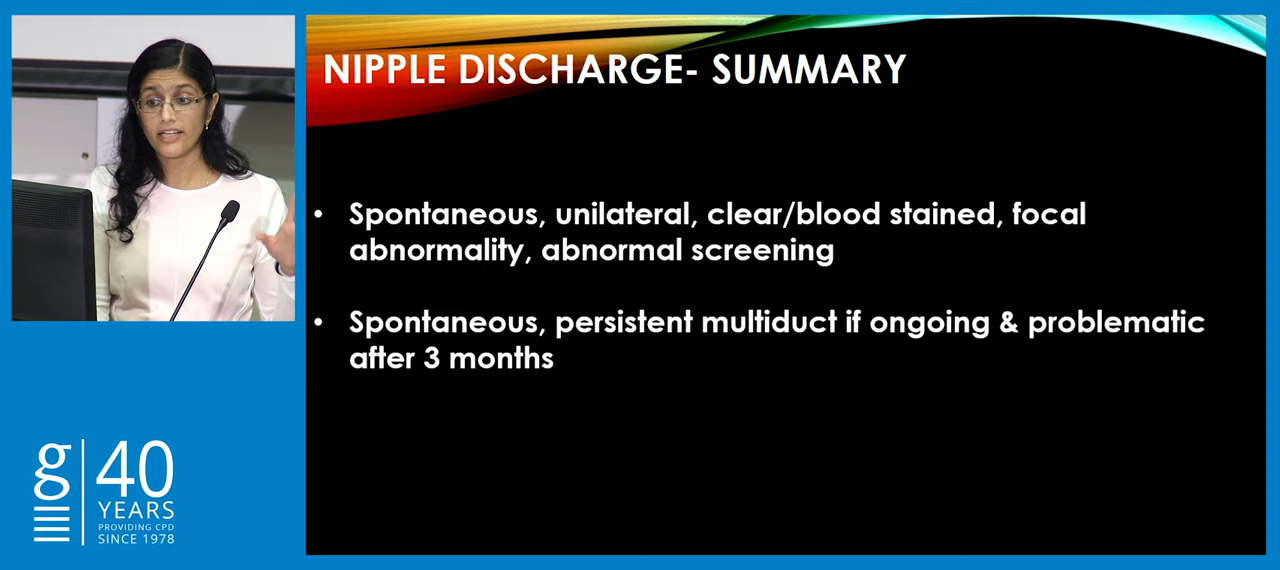 NIPPLE DISCHARGE- SUMMARY
• Spontaneous, unilateral, clear/blood stained, focal
abnormality, abnormal screening
• Spontaneous, persistent multiduct if ongoing & problematic
after 3 months
g 40
YEARS
PROVIDING CPD
SINCE 1978